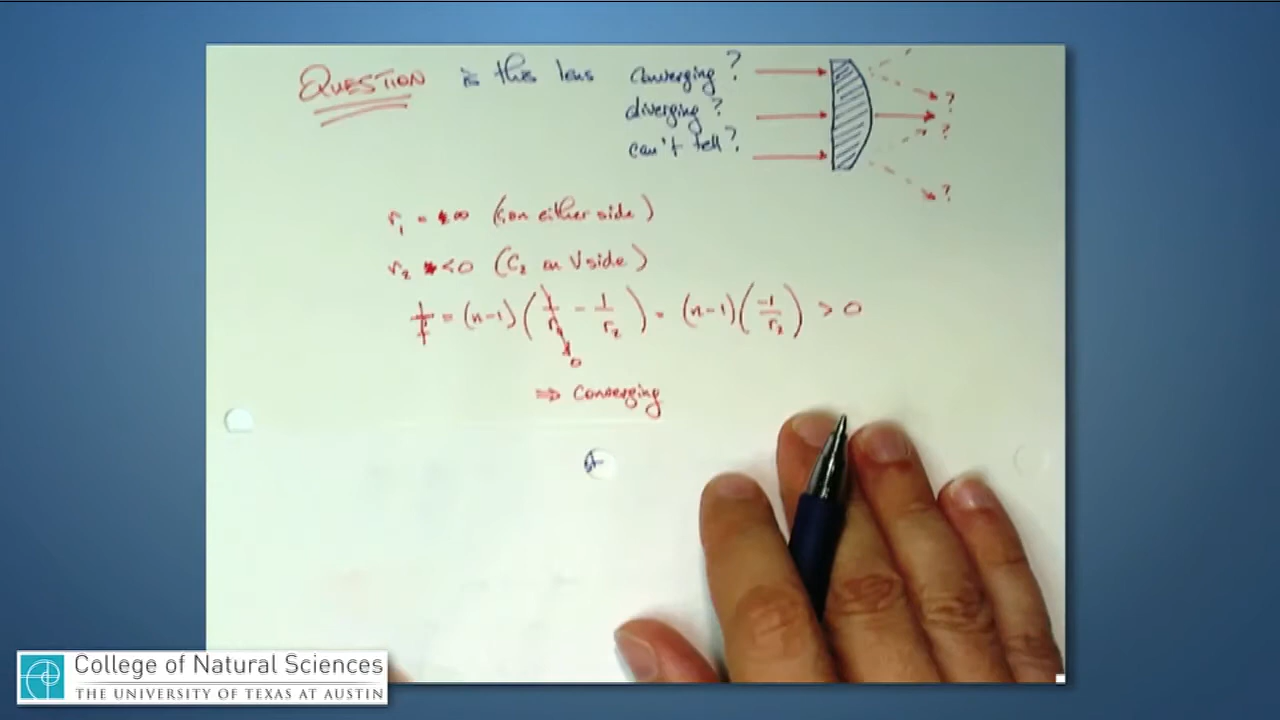 QUESTION is this lens converging?
diverging?
can't tell?
?
?
?
r₁ = ±∞ (C₁ on either side)
r₂ < 0 (C₂ on V side)
1/f = (n-1)(1/r₁ - 1/r₂) = (n-1)(-1/r₂) > 0
0
⇒ Converging
College of Natural Sciences
THE UNIVERSITY OF TEXAS AT AUSTIN